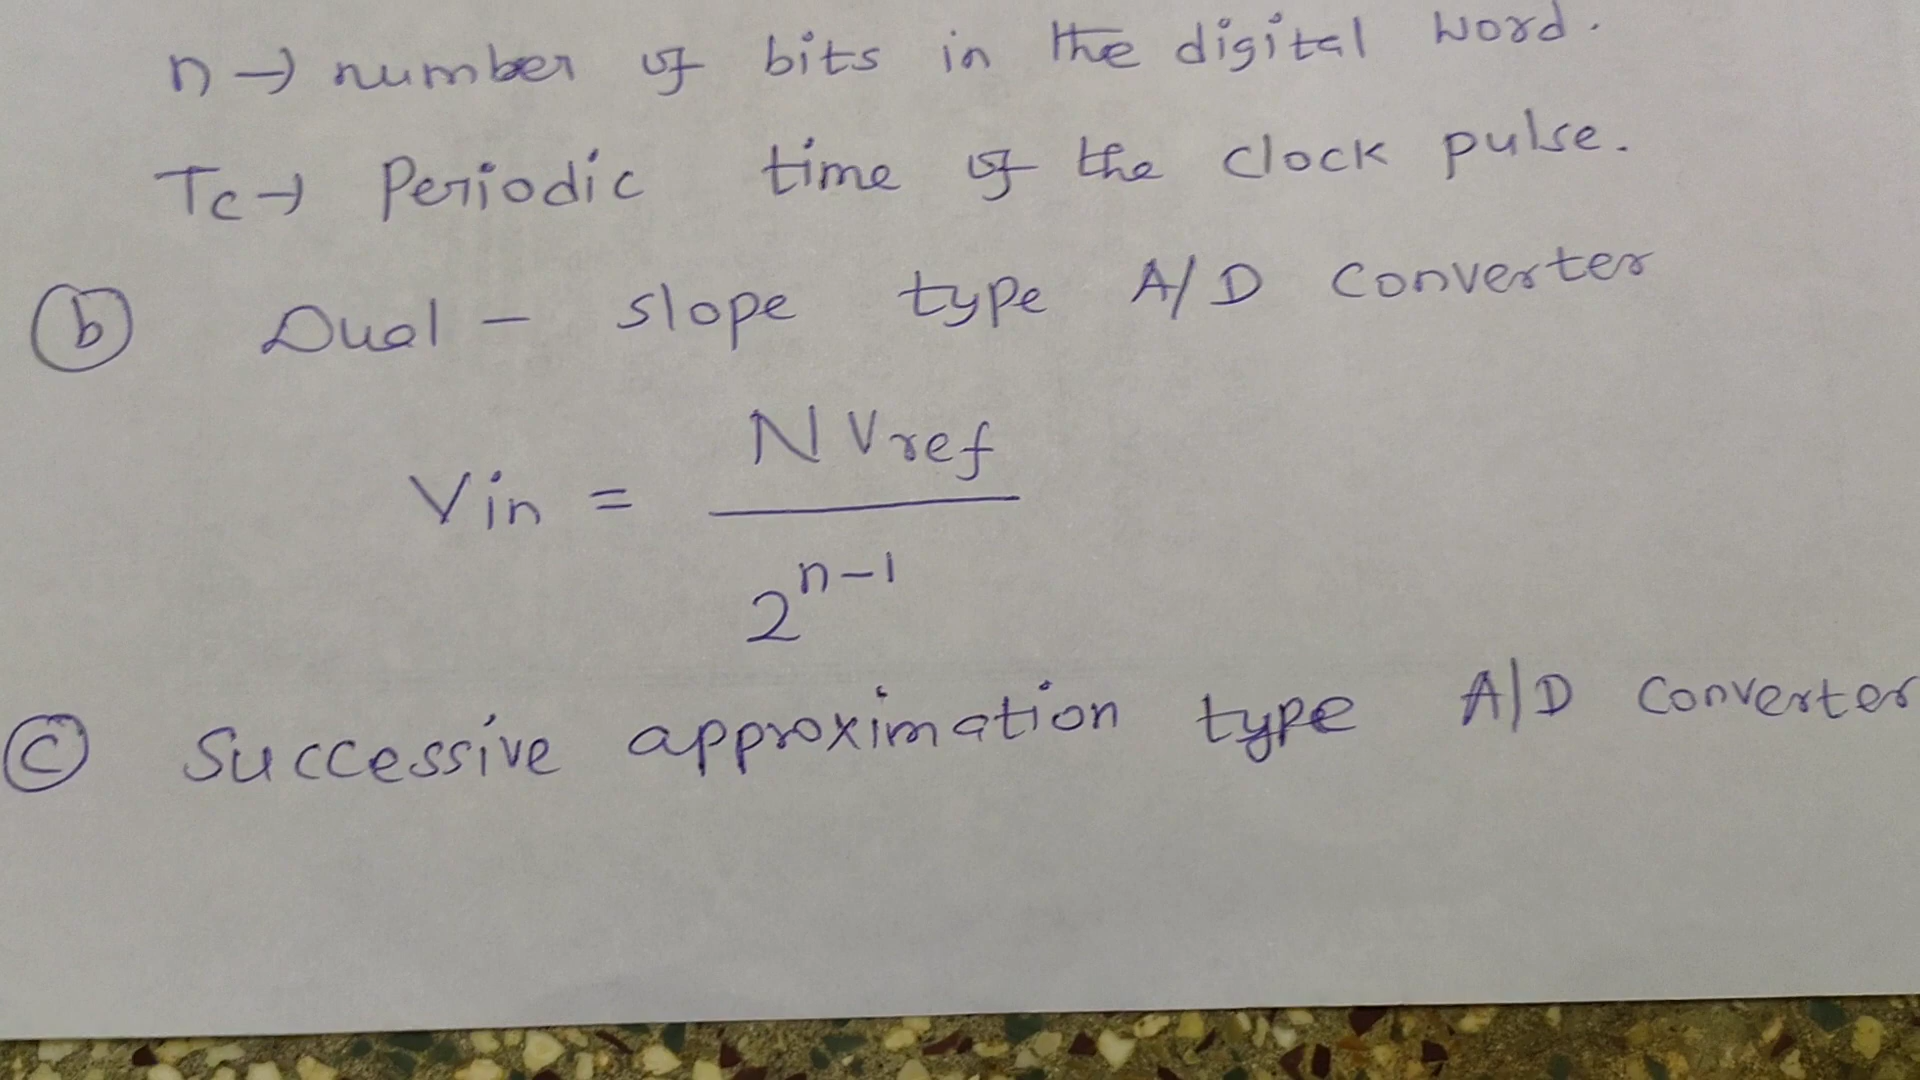 n → number of bits in the digital word.
Tc → Periodic time of the clock pulse.
(b) Dual - slope type A/D converter
Vin = N Vref / 2^n-1
(c) Successive approximation type A/D converter